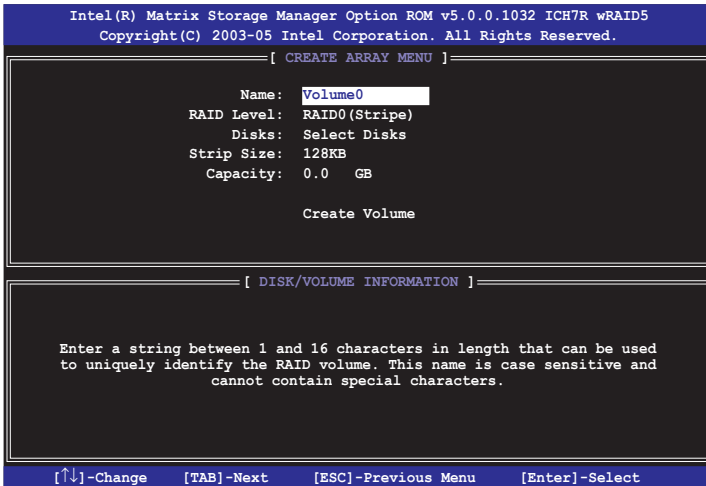 Intel(R) Matrix Storage Manager Option ROM v5.0.0.1032 ICH7R wRAID5
Copyright(C) 2003-05 Intel Corporation. All Rights Reserved.
[ CREATE ARRAY MENU ]
Name: Volume0
RAID Level: RAID0(Stripe)
Disks: Select Disks
Strip Size: 128KB
Capacity: 0.0 GB
Create Volume
[ DISK/VOLUME INFORMATION ]
Enter a string between 1 and 16 characters in length that can be used
to uniquely identify the RAID volume. This name is case sensitive and
cannot contain special characters.
[↑↓]-Change [TAB]-Next [ESC]-Previous Menu [Enter]-Select